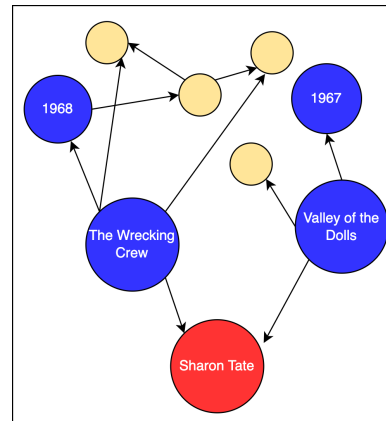 1968
1967
The Wrecking
Crew
Valley of the
Dolls
Sharon Tate